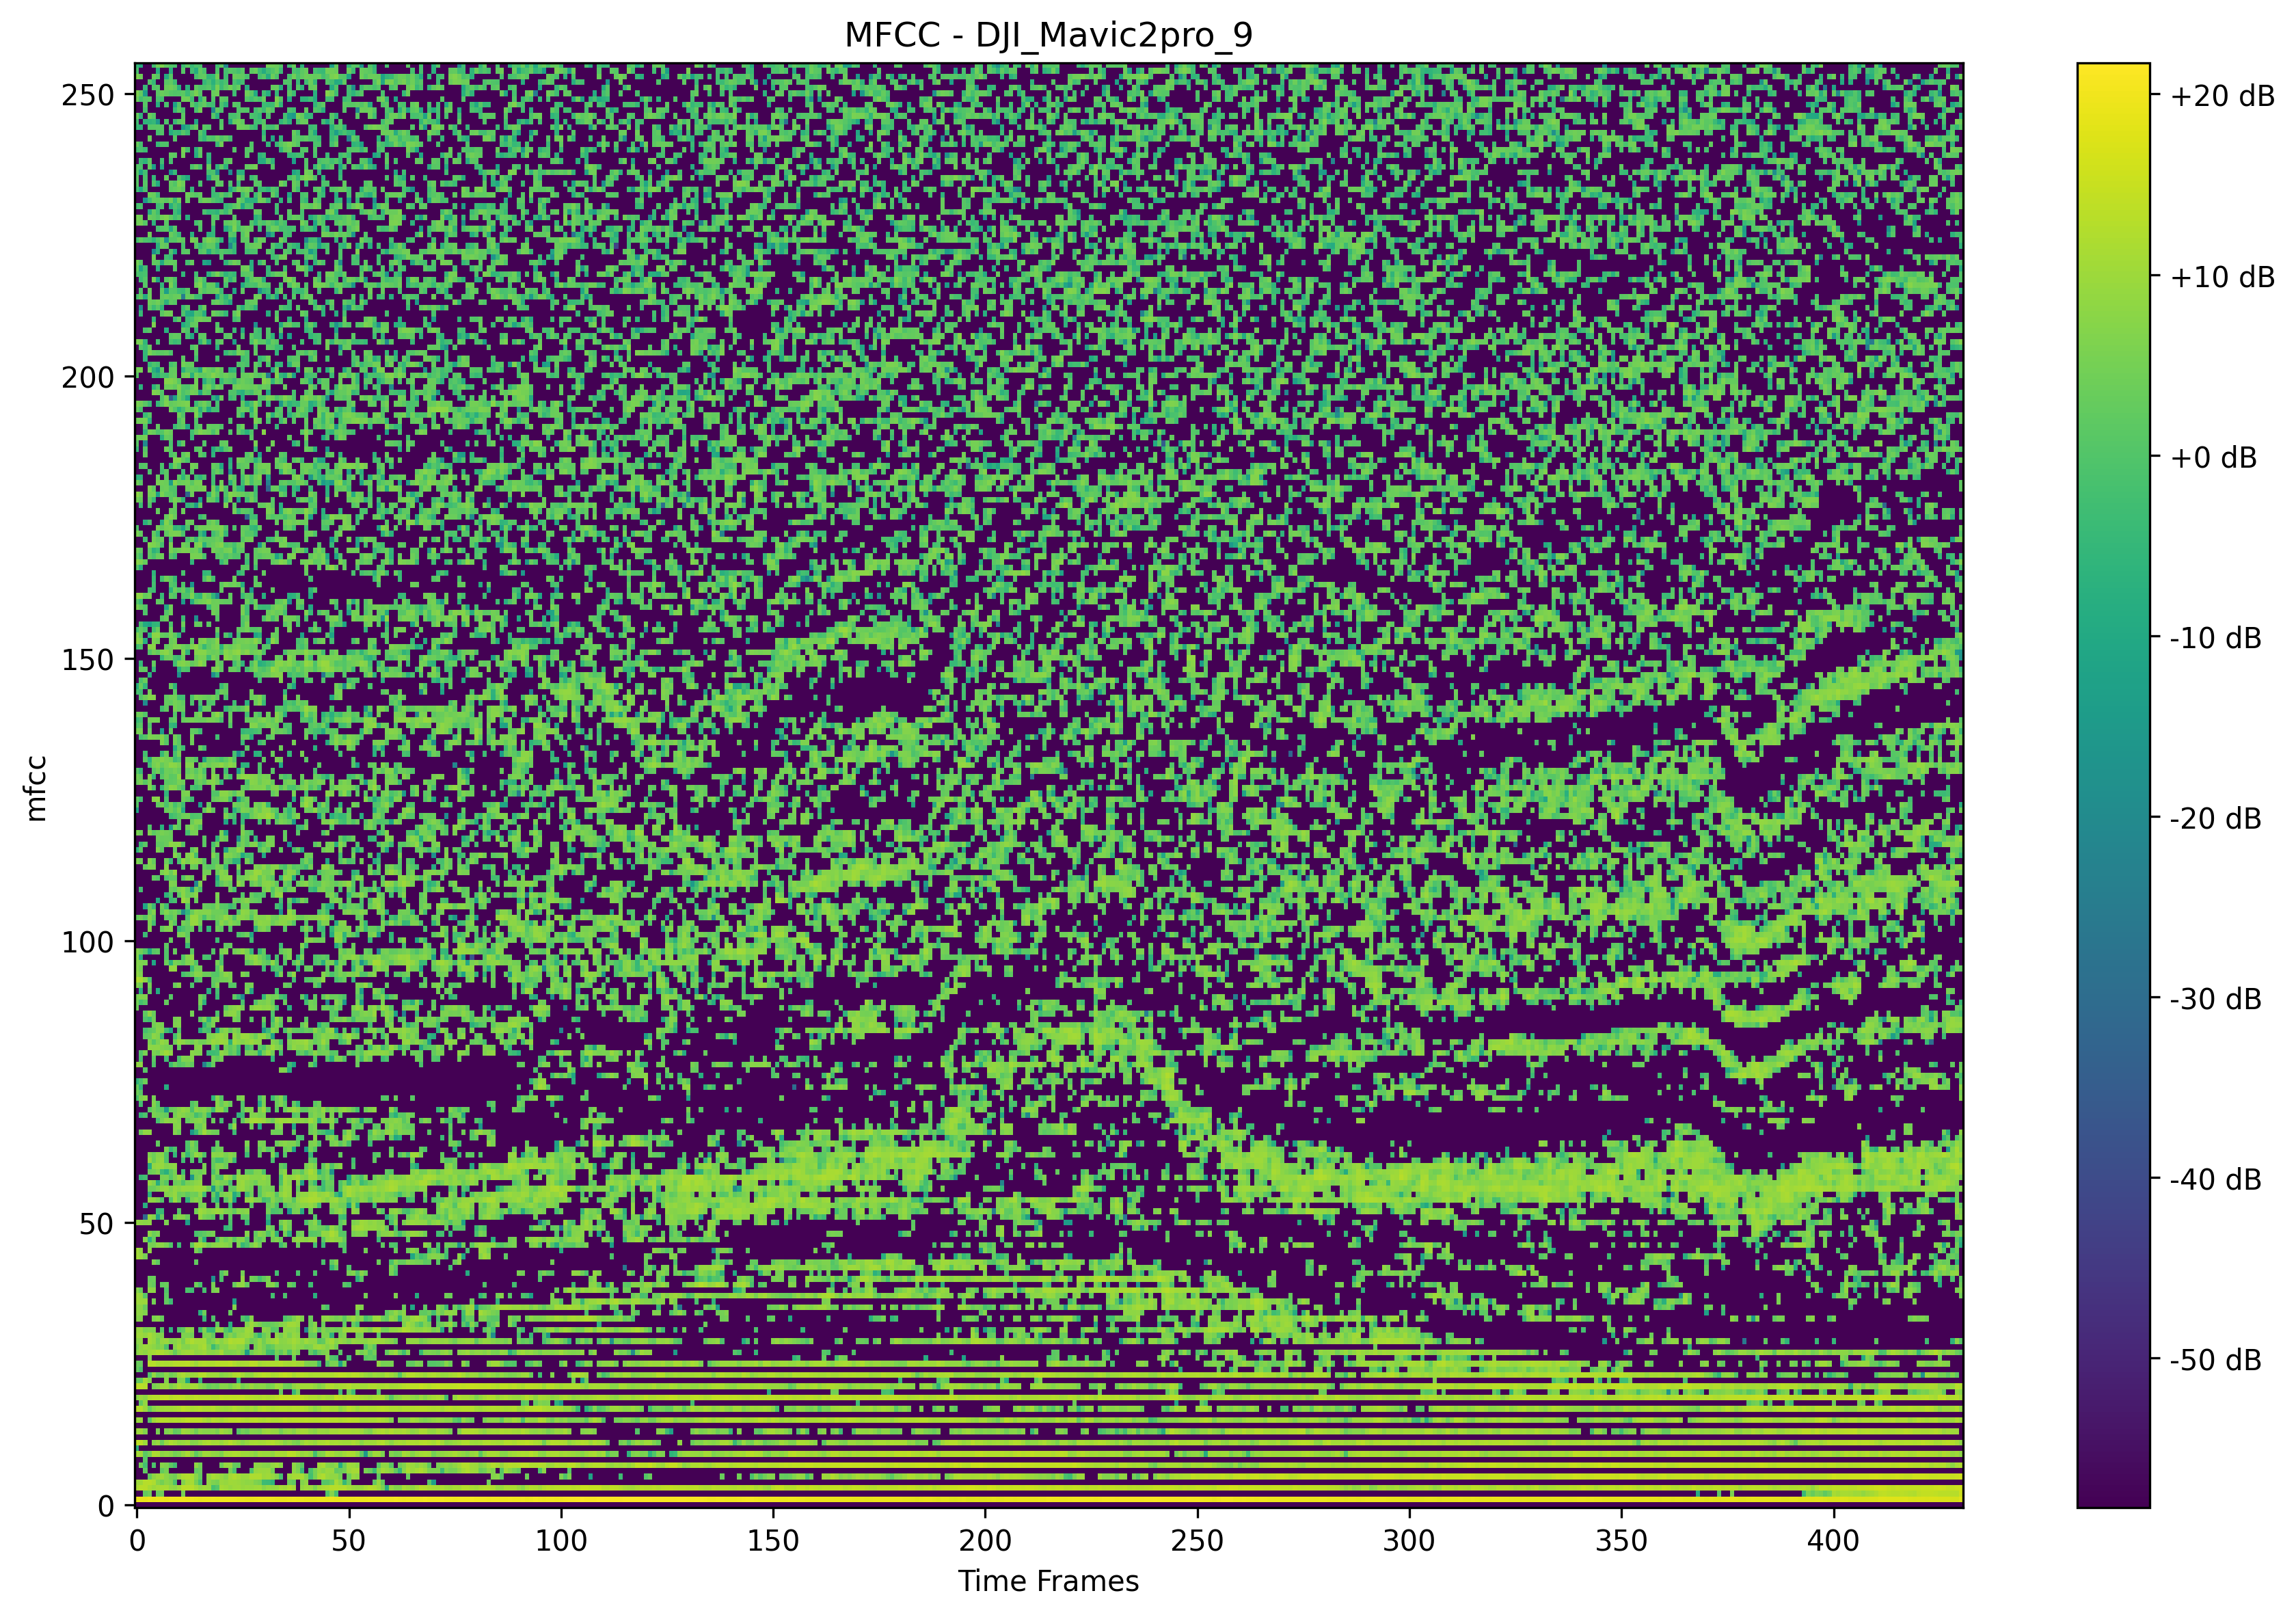 MFCC - DJI_Mavic2pro_9
250
200
150
100
50
0
mfcc
0 50 100 150 200 250 300 350 400
Time Frames
+20 dB
+10 dB
+0 dB
-10 dB
-20 dB
-30 dB
-40 dB
-50 dB